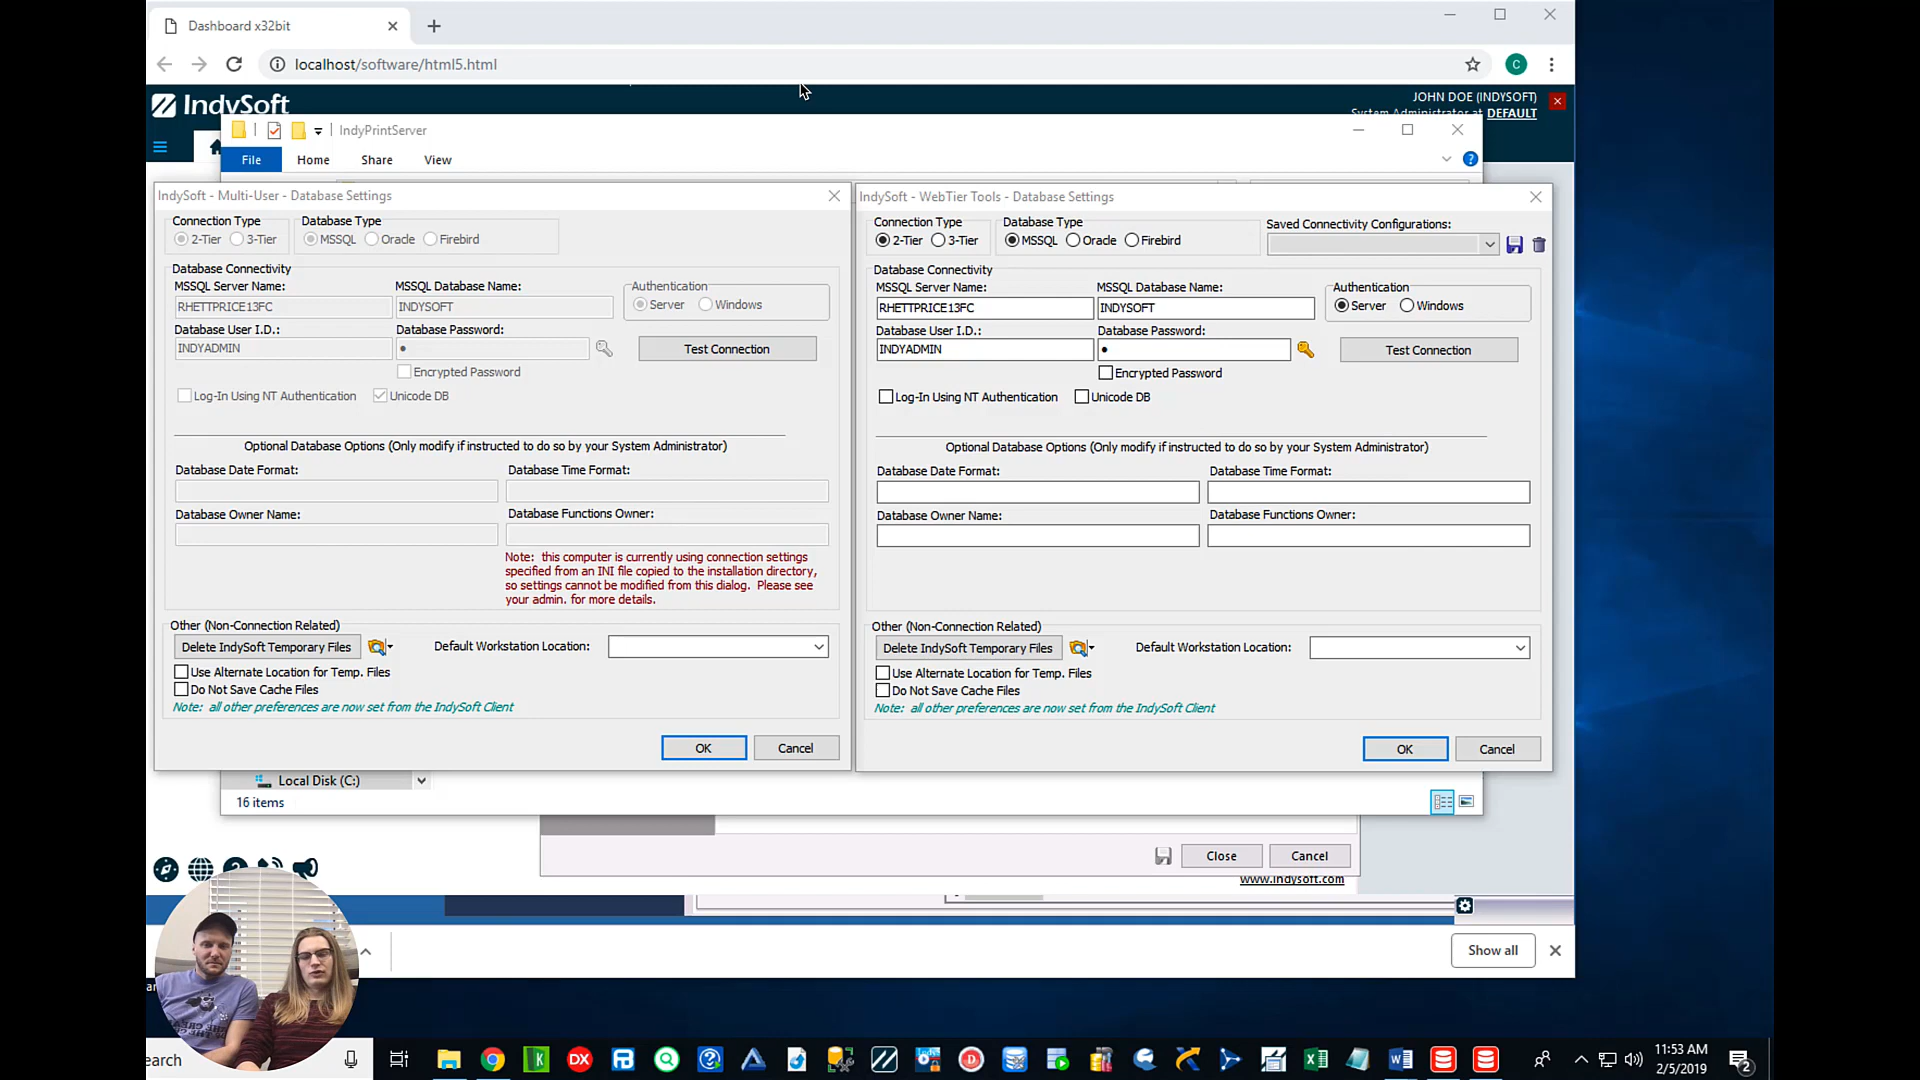 Dashboard x32bit
localhost/software/html5.html
C
IndySoft
JOHN DOE (INDYSOFT)
System Administrator at DEFAULT
IndyPrintServer
File Home Share View
IndySoft - Multi-User - Database Settings
Connection Type
2-Tier 3-Tier
Database Type
MSSQL Oracle Firebird
Database Connectivity
MSSQL Server Name: MSSQL Database Name:
RHETTPRICE13FC INDYSOFT
Authentication
Server Windows
Database User I.D.: Database Password:
INDYADMIN
Test Connection
Encrypted Password
Log-In Using NT Authentication Unicode DB
Optional Database Options (Only modify if instructed to do so by your System Administrator)
Database Date Format: Database Time Format:
Database Owner Name: Database Functions Owner:
Note: this computer is currently using connection settings
specified from an INI file copied to the installation directory,
so settings cannot be modified from this dialog. Please see
your admin. for more details.
Other (Non-Connection Related)
Delete IndySoft Temporary Files Default Workstation Location:
Use Alternate Location for Temp. Files
Do Not Save Cache Files
Note: all other preferences are now set from the IndySoft Client
OK Cancel
IndySoft - WebTier Tools - Database Settings
Connection Type
2-Tier 3-Tier
Database Type
MSSQL Oracle Firebird
Saved Connectivity Configurations:
Database Connectivity
MSSQL Server Name: MSSQL Database Name:
RHETTPRICE13FC INDYSOFT
Authentication
Server Windows
Database User I.D.: Database Password:
INDYADMIN
Test Connection
Encrypted Password
Log-In Using NT Authentication Unicode DB
Optional Database Options (Only modify if instructed to do so by your System Administrator)
Database Date Format: Database Time Format:
Database Owner Name: Database Functions Owner:
Other (Non-Connection Related)
Delete IndySoft Temporary Files Default Workstation Location:
Use Alternate Location for Temp. Files
Do Not Save Cache Files
Note: all other preferences are now set from the IndySoft Client
OK Cancel
Local Disk (C:)
16 items
Close Cancel
www.indysoft.com
Show all
earch
DX
11:53 AM
2/5/2019
2